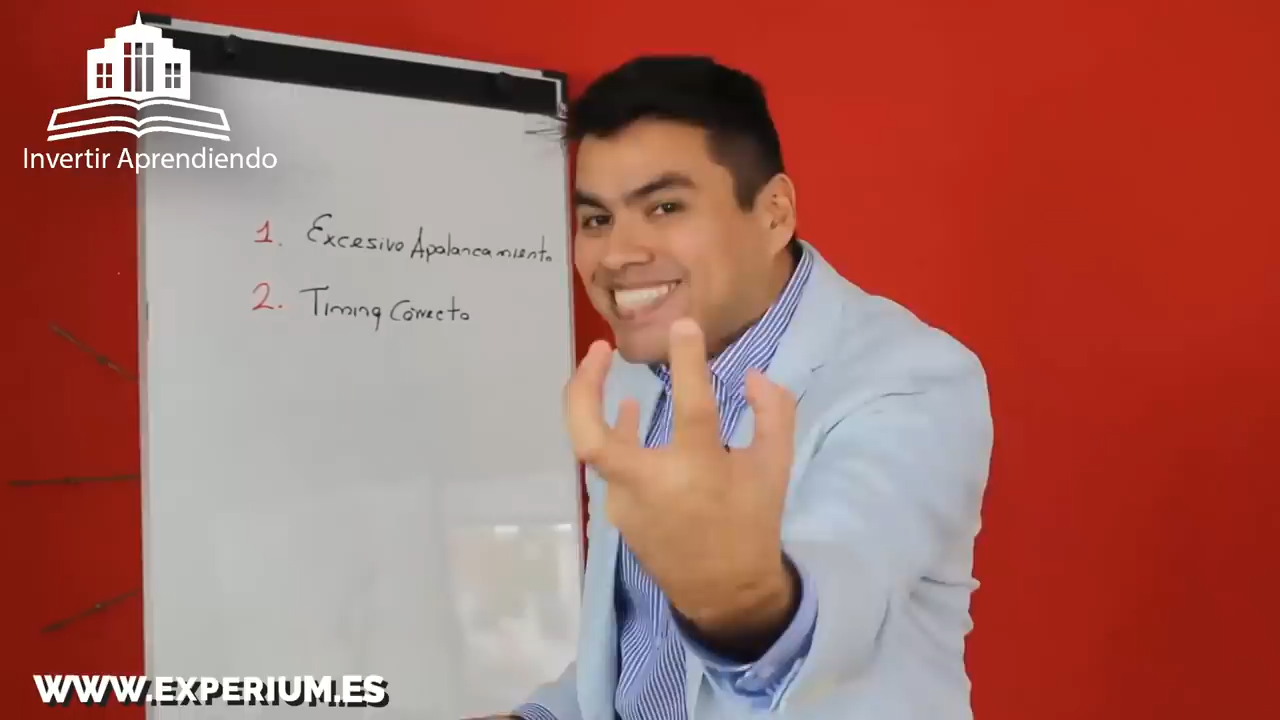 Invertir Aprendiendo
1. Excesivo Apalancamiento
2. Timing Correcto
WWW.EXPERIUM.ES